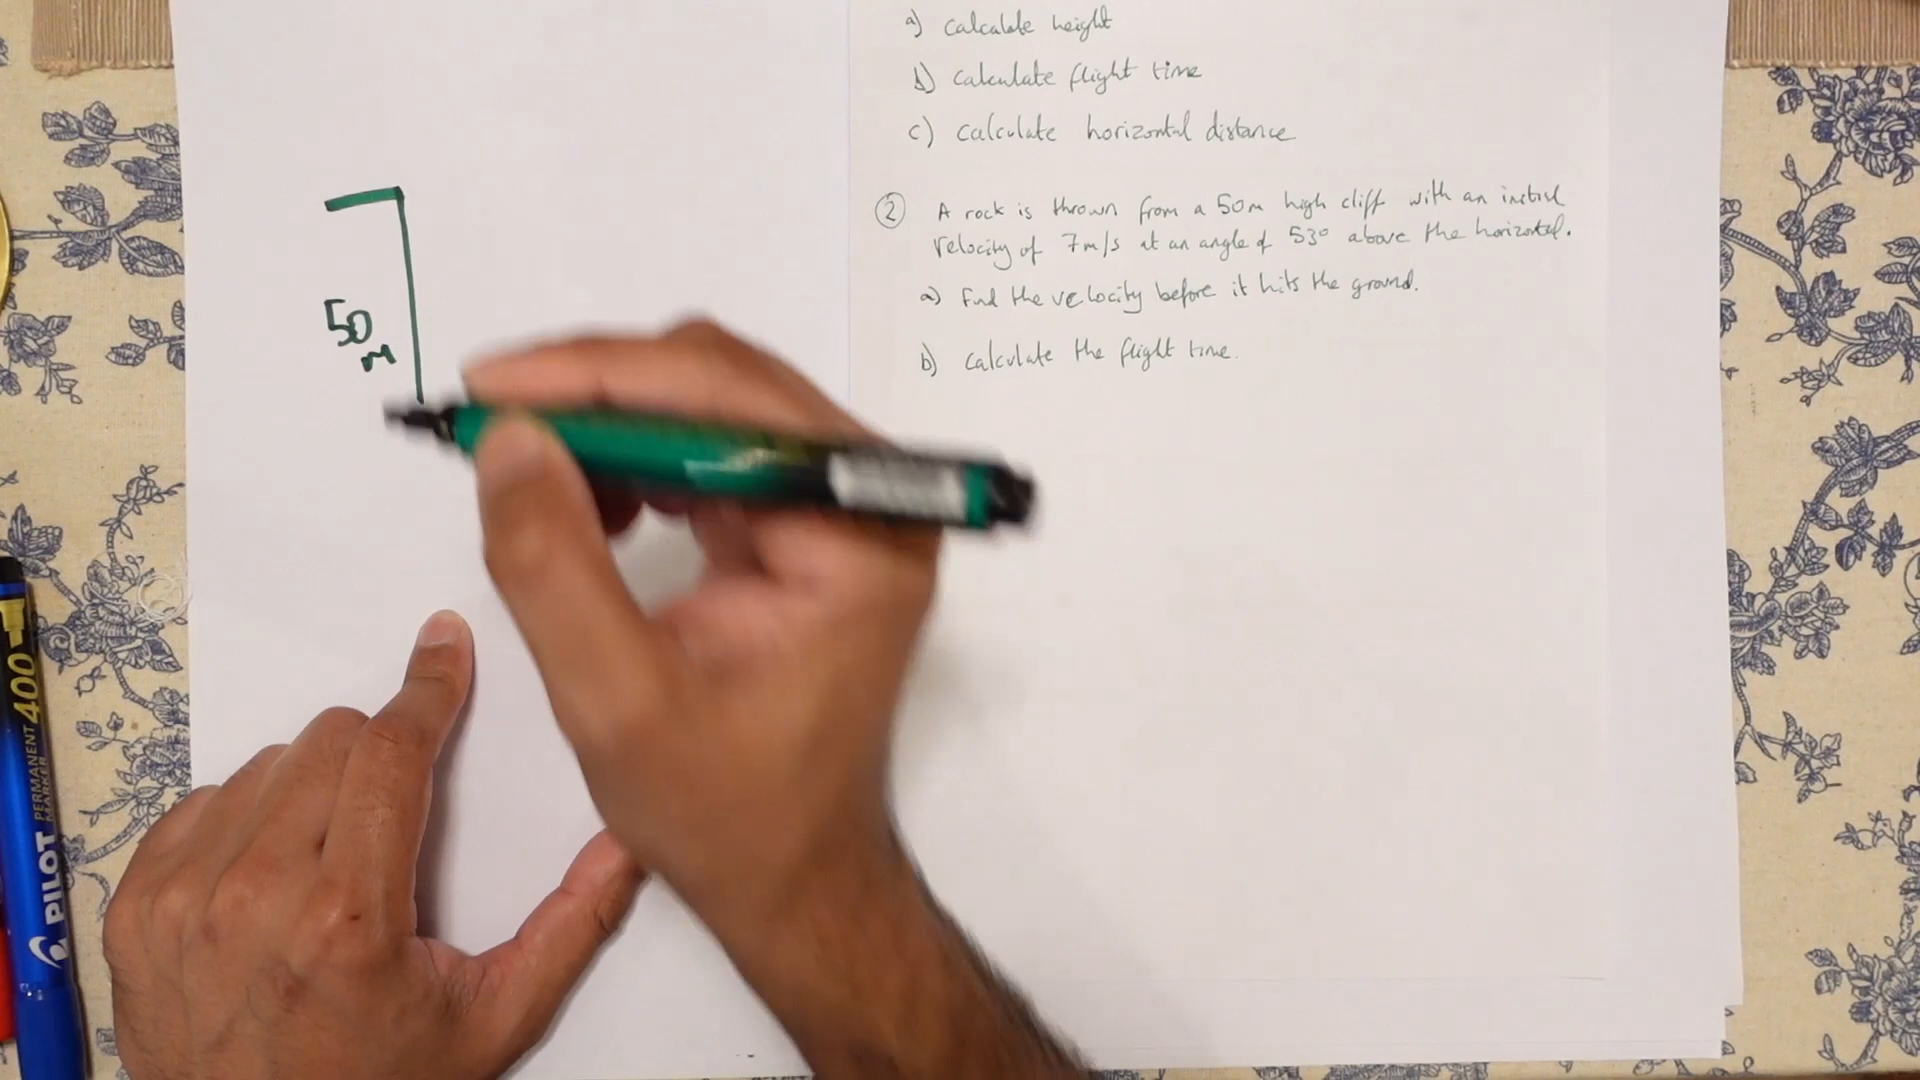 a) calculate height
b) calculate flight time
c) calculate horizontal distance
② A rock is thrown from a 50m high cliff with an initial
velocity of 7m/s at an angle of 53° above the horizontal.
a) Find the velocity before it hits the ground.
b) calculate the flight time.
50
m
PILOT
PERMANENT
MARKER
400